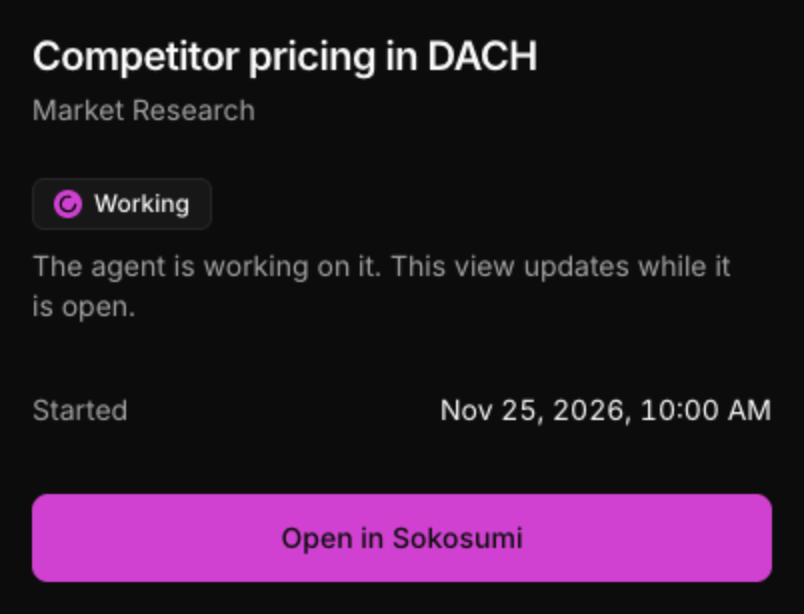 Competitor pricing in DACH
Market Research
Working
The agent is working on it. This view updates while it
is open.
Started Nov 25, 2026, 10:00 AM
Open in Sokosumi